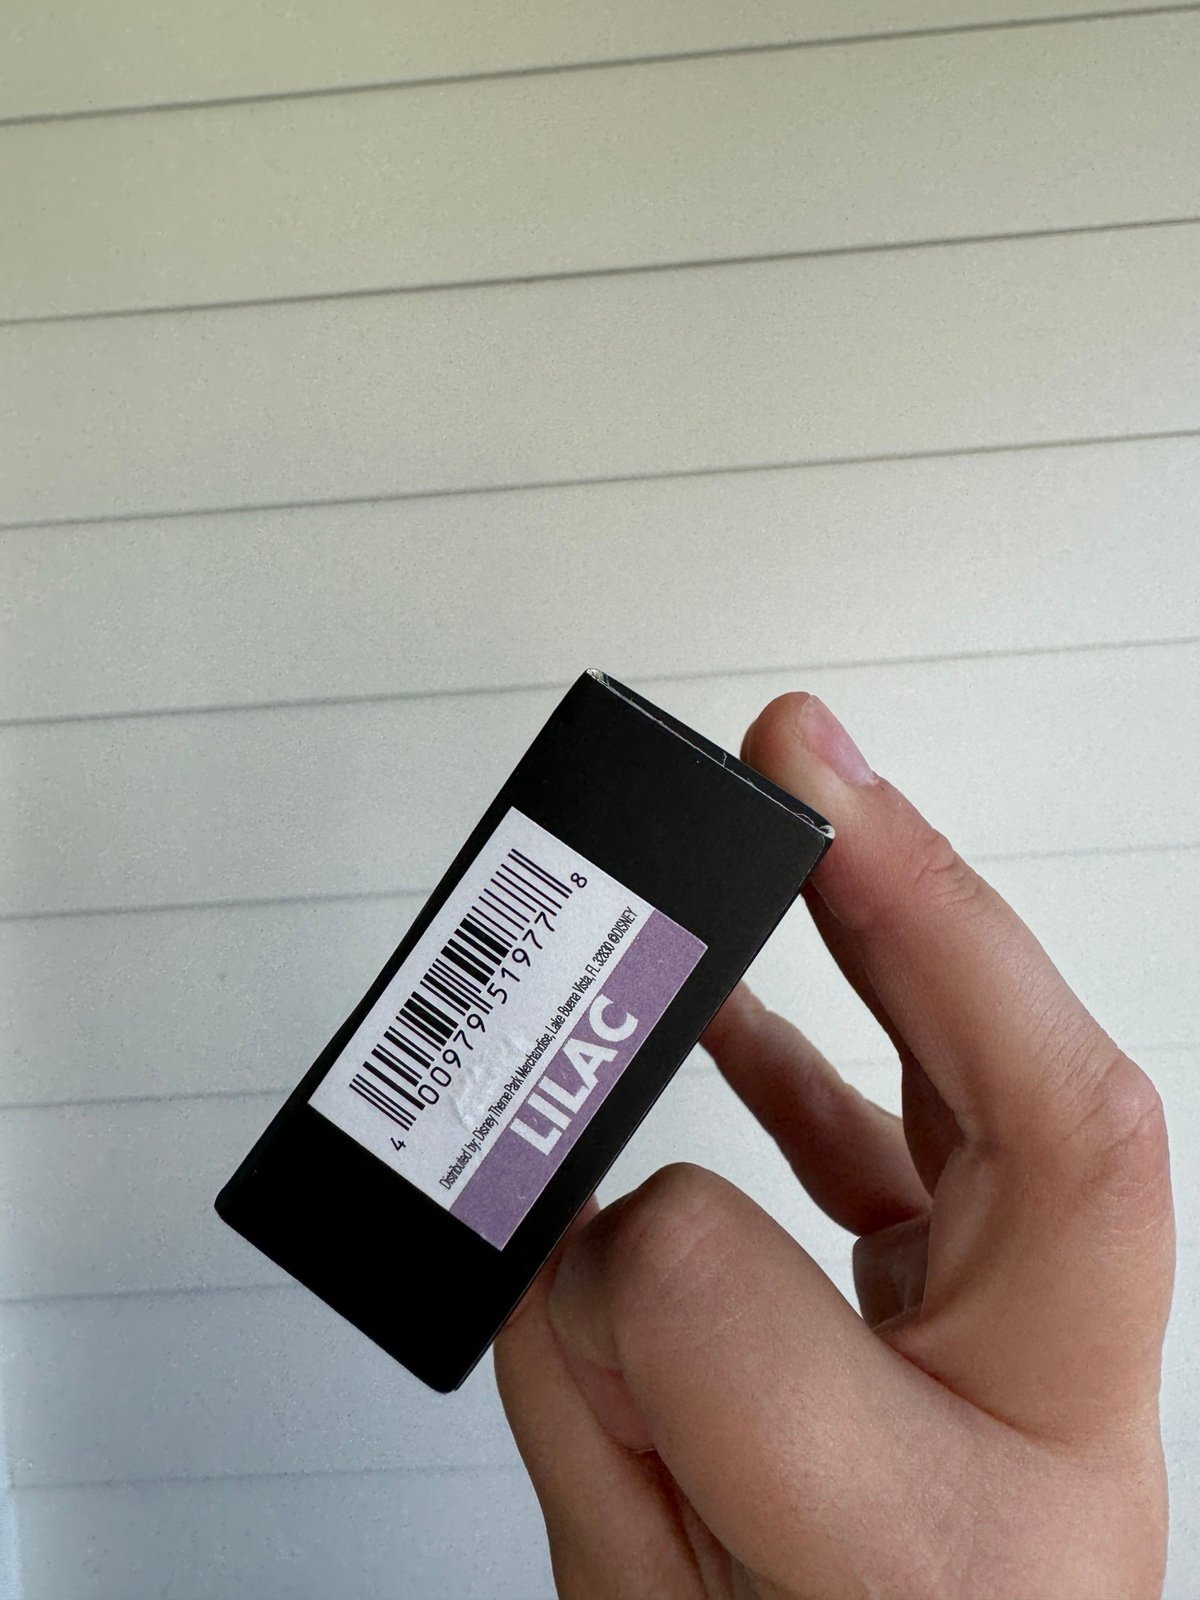 4 00979 51977 8
Distributed by: Disney Theme Park Merchandise, Lake Buena Vista, FL 32830 ©DISNEY
LILAC